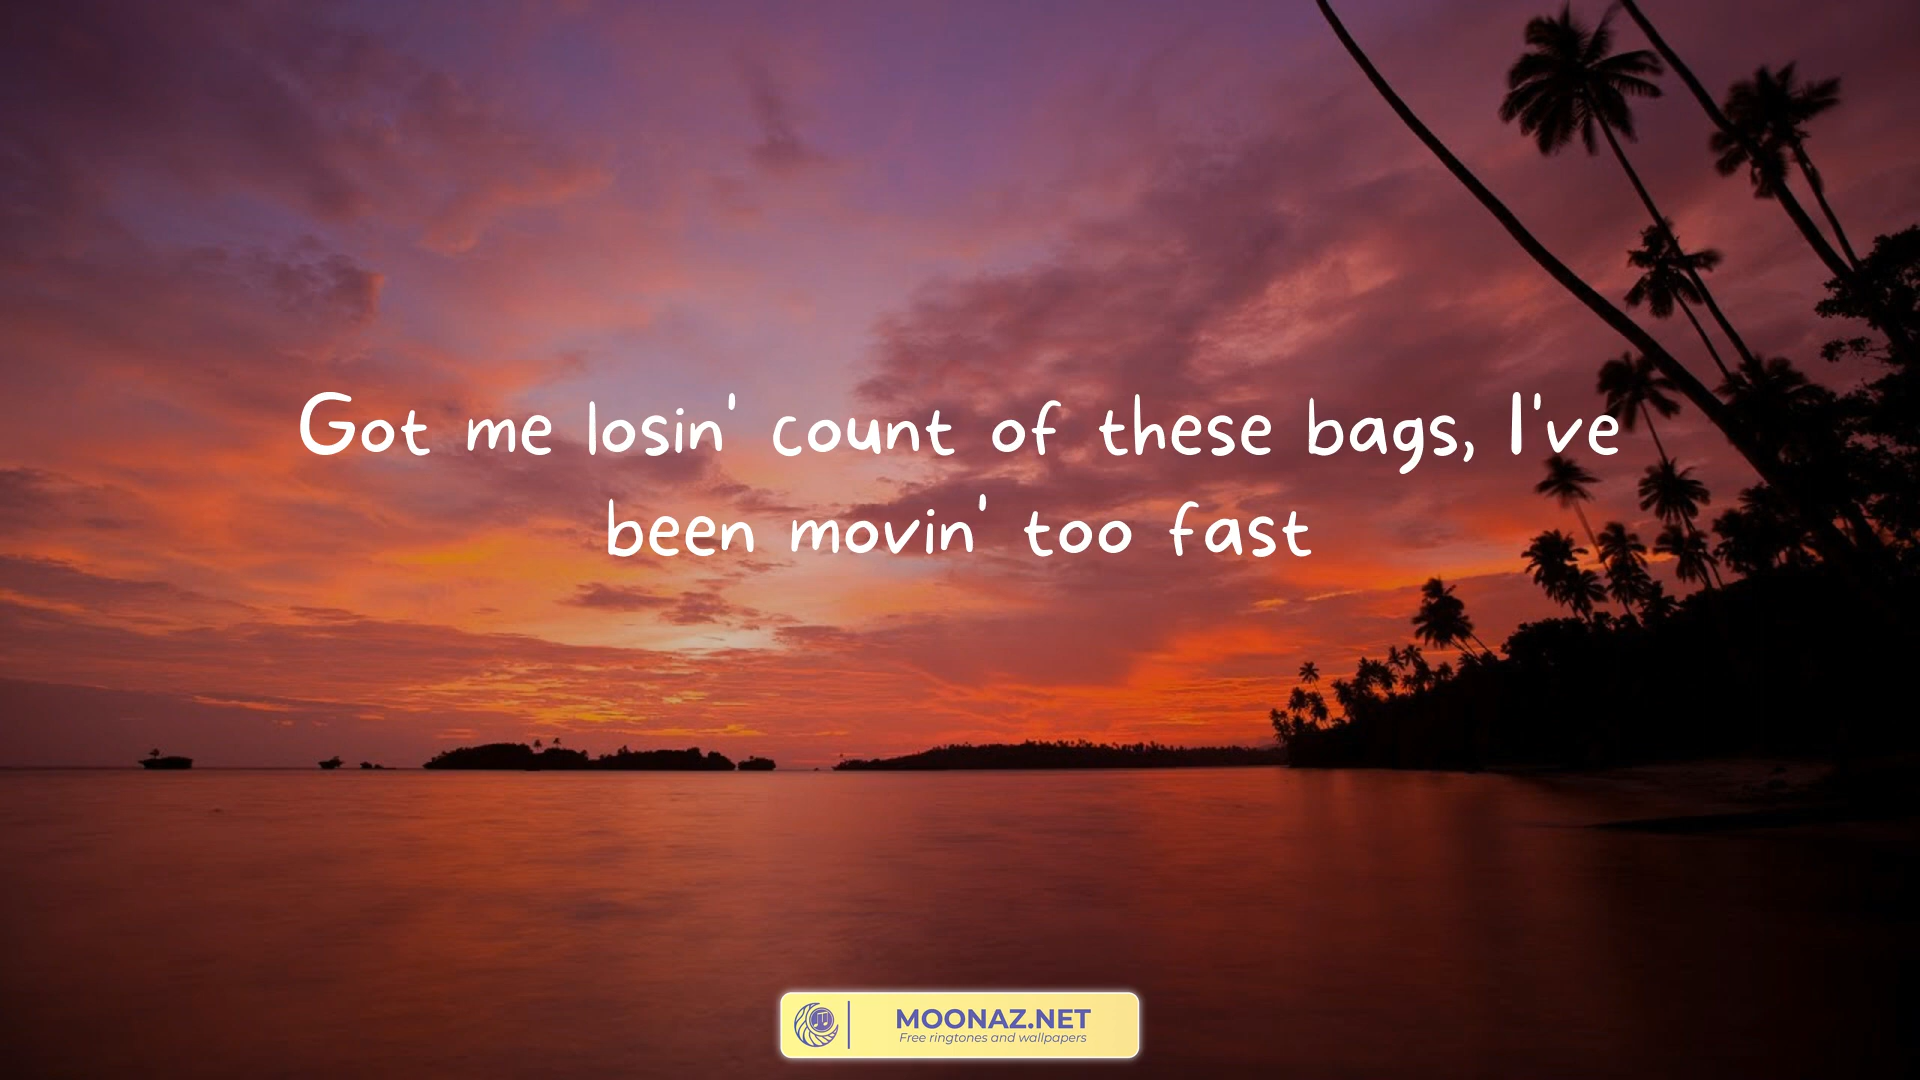 Got me losin' count of these bags, I've
been movin' too fast
MOONAZ.NET
Free ringtones and wallpapers